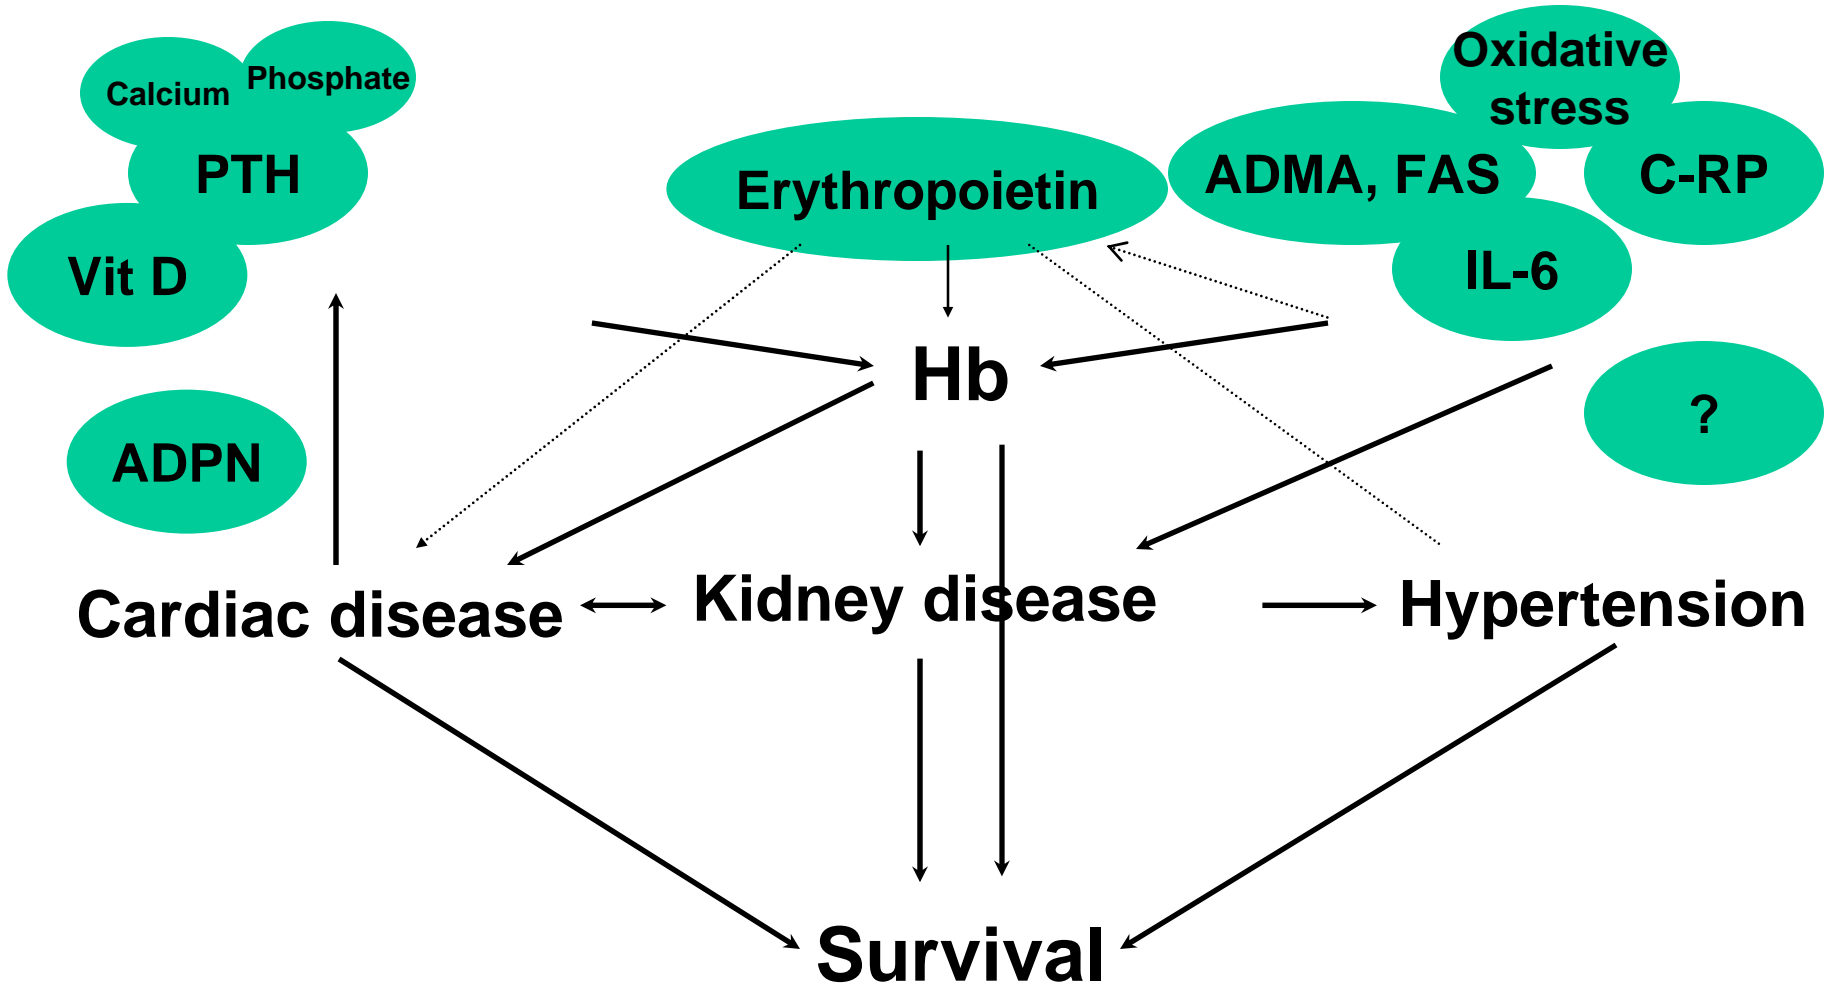 Calcium
Phosphate
PTH
Vit D
ADPN
Erythropoietin
Oxidative
stress
ADMA, FAS
C-RP
IL-6
?
Hb
Cardiac disease
Kidney disease
Hypertension
Survival